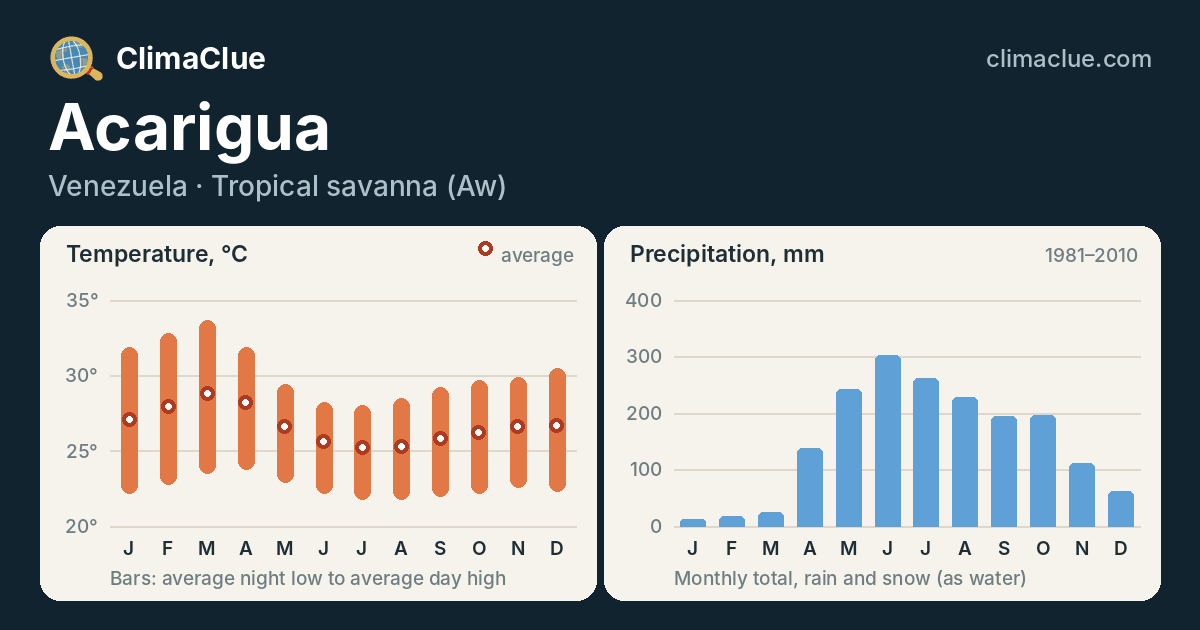 ClimaClue
climaclue.com
Acarigua
Venezuela · Tropical savanna (Aw)
Temperature, °C
average
35°
30°
25°
20°
J F M A M J J A S O N D
Bars: average night low to average day high
Precipitation, mm
1981–2010
400
300
200
100
0
J F M A M J J A S O N D
Monthly total, rain and snow (as water)